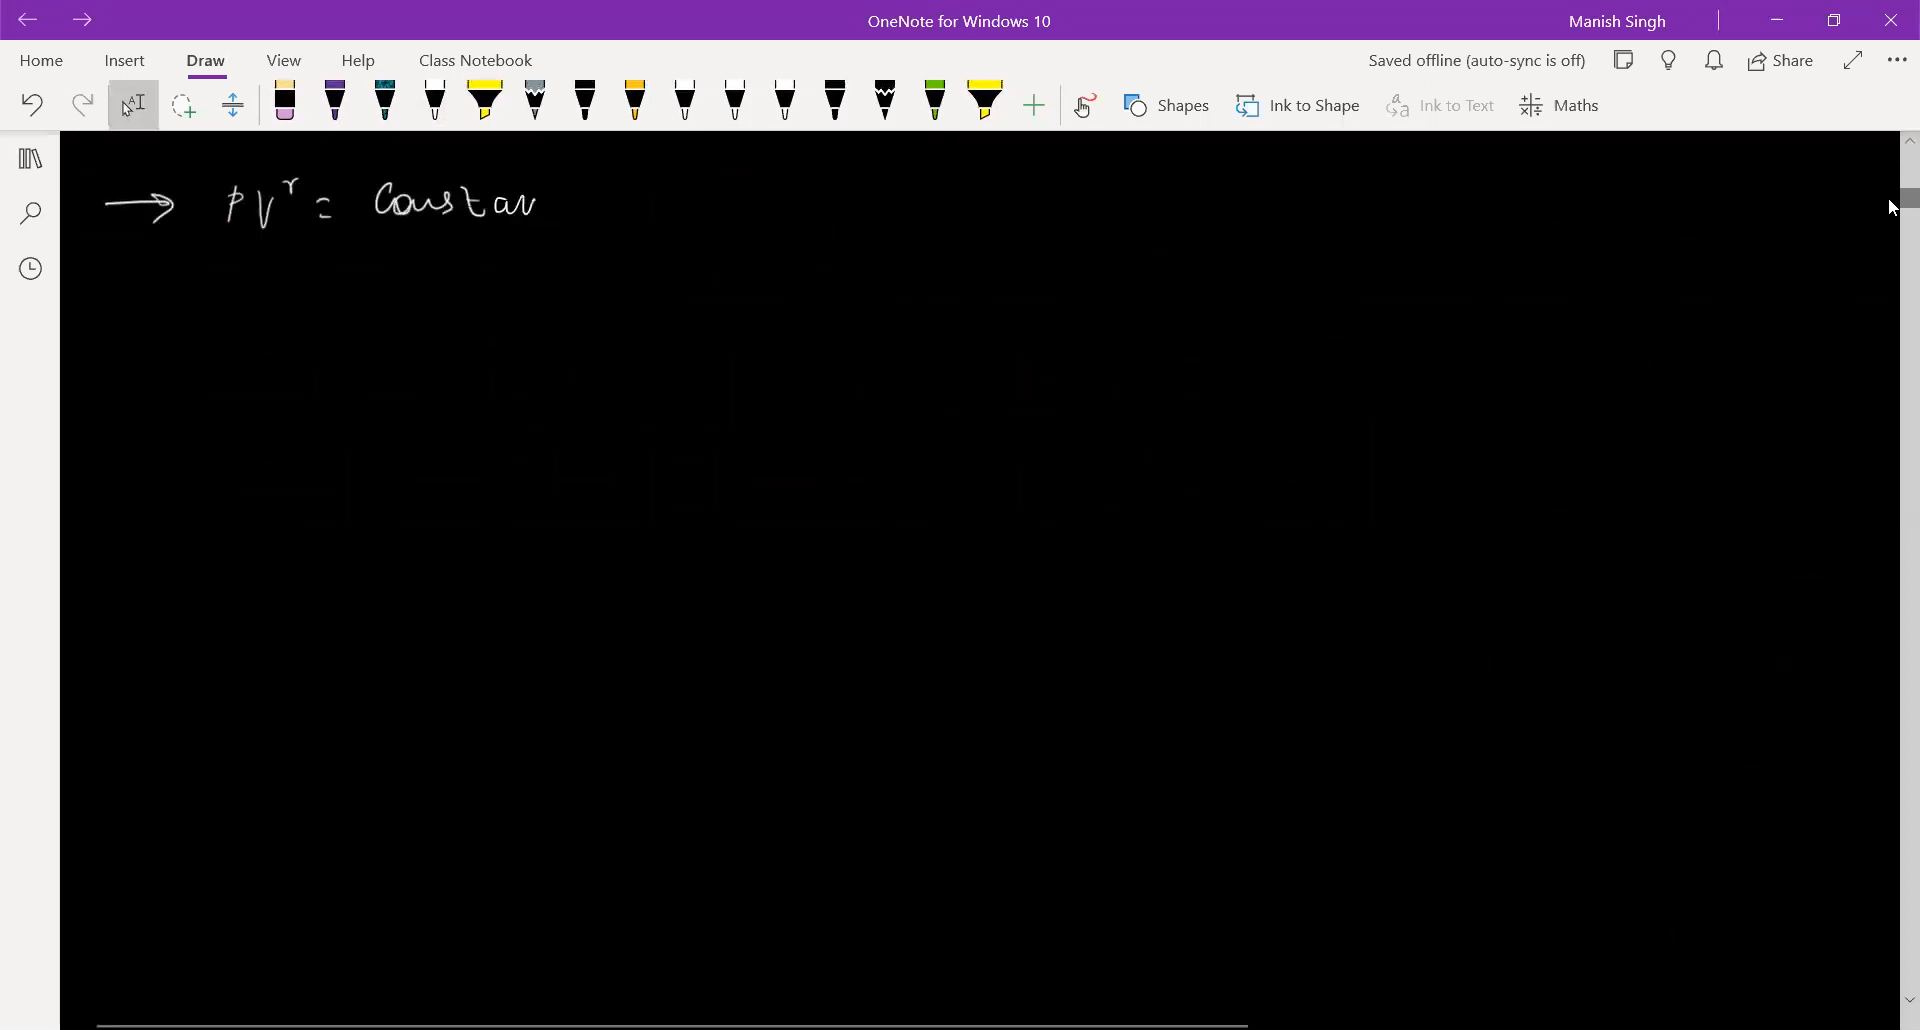 OneNote for Windows 10
Manish Singh
Home Insert Draw View Help Class Notebook
Saved offline (auto-sync is off) Share
Shapes Ink to Shape Ink to Text Maths
→ PV^r = Constan